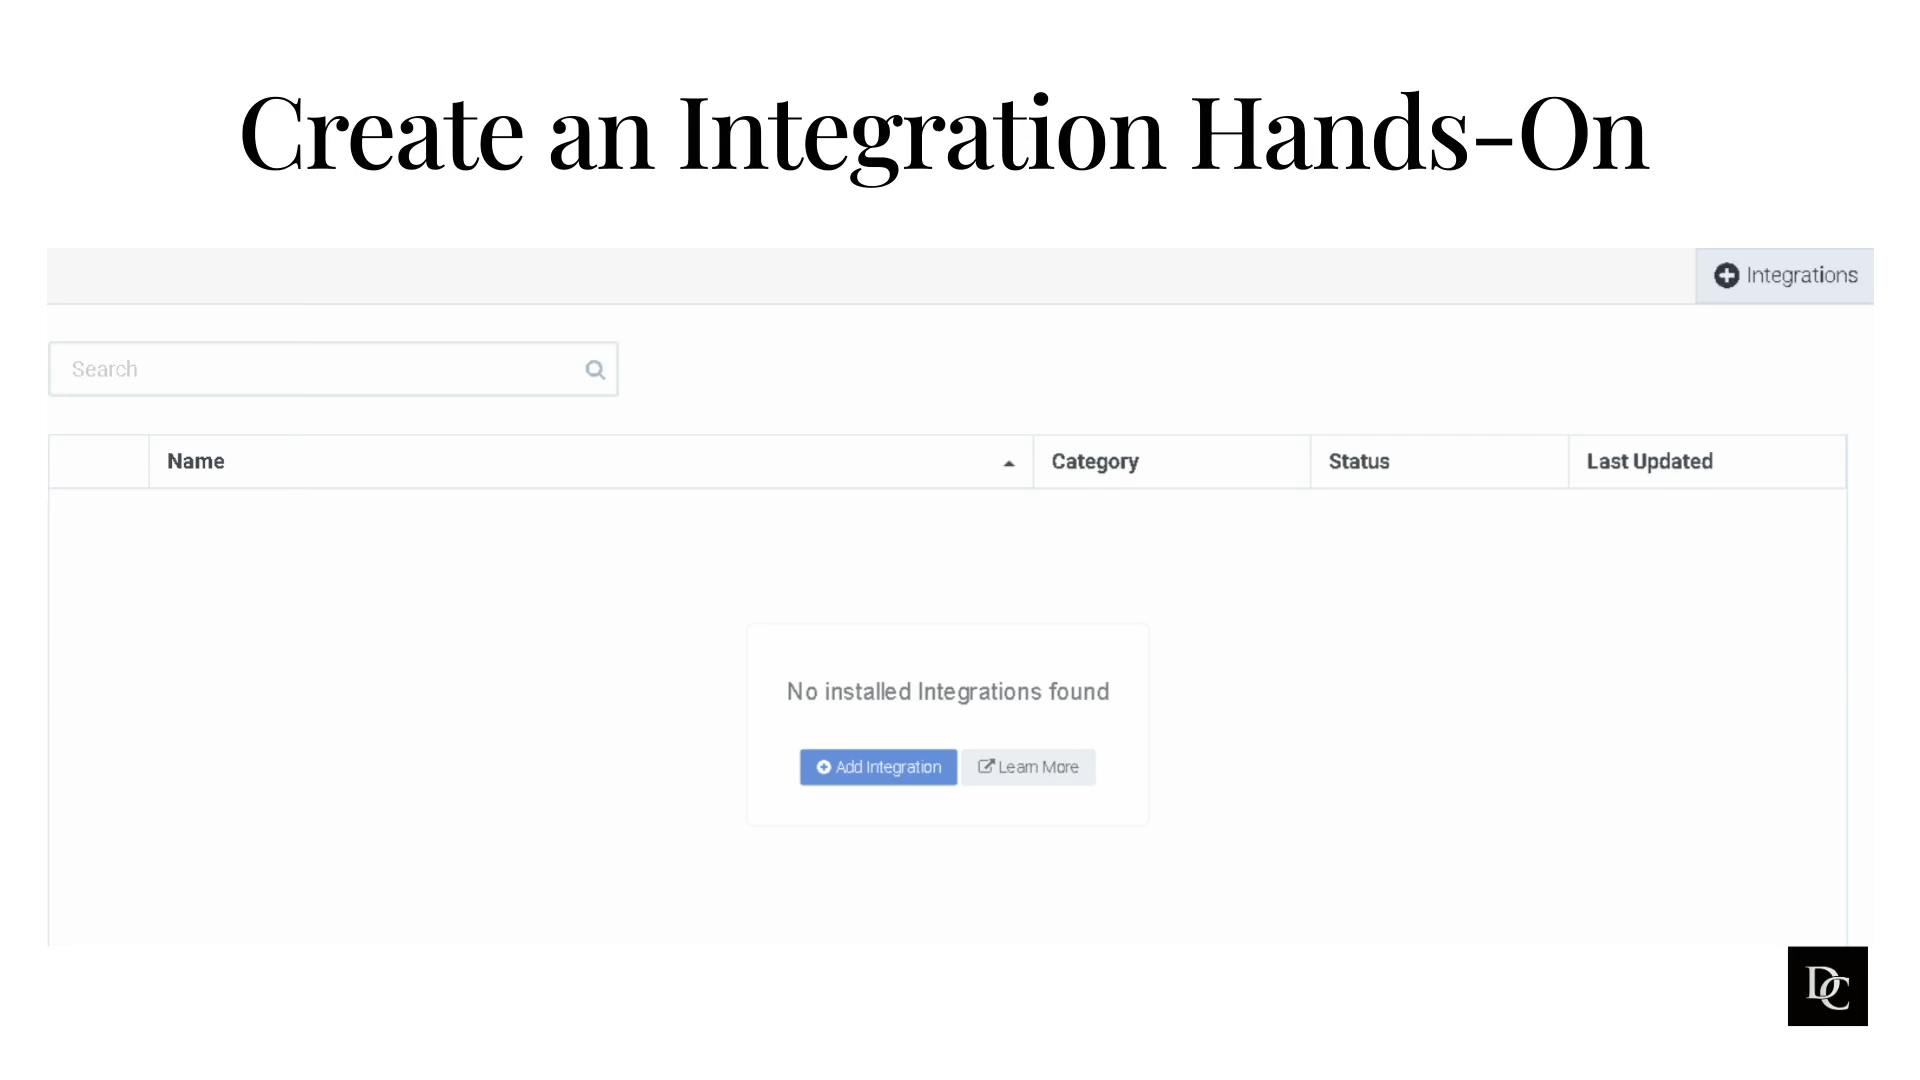 Create an Integration Hands-On
Integrations
Search
Name Category Status Last Updated
No installed Integrations found
Add Integration Learn More
DC